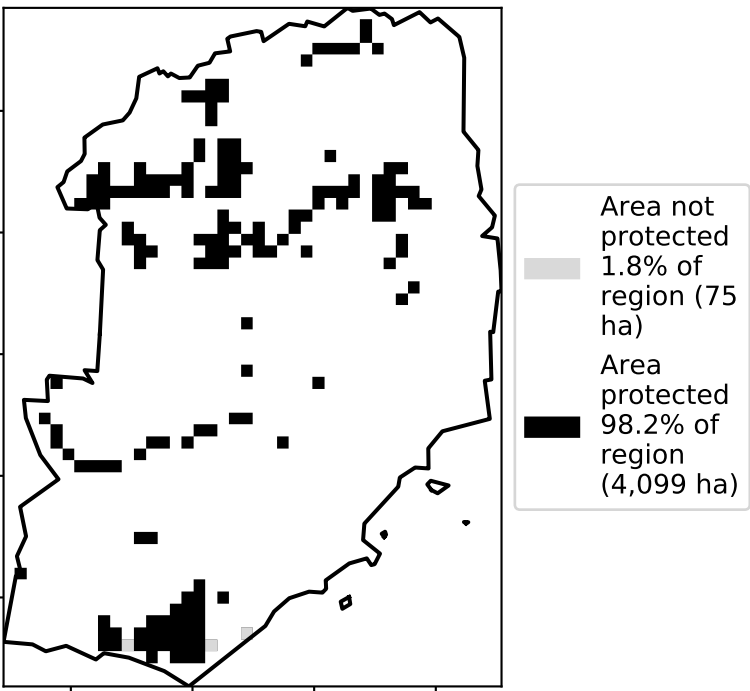 Area not
protected
1.8% of
region (75
ha)
Area
protected
98.2% of
region
(4,099 ha)